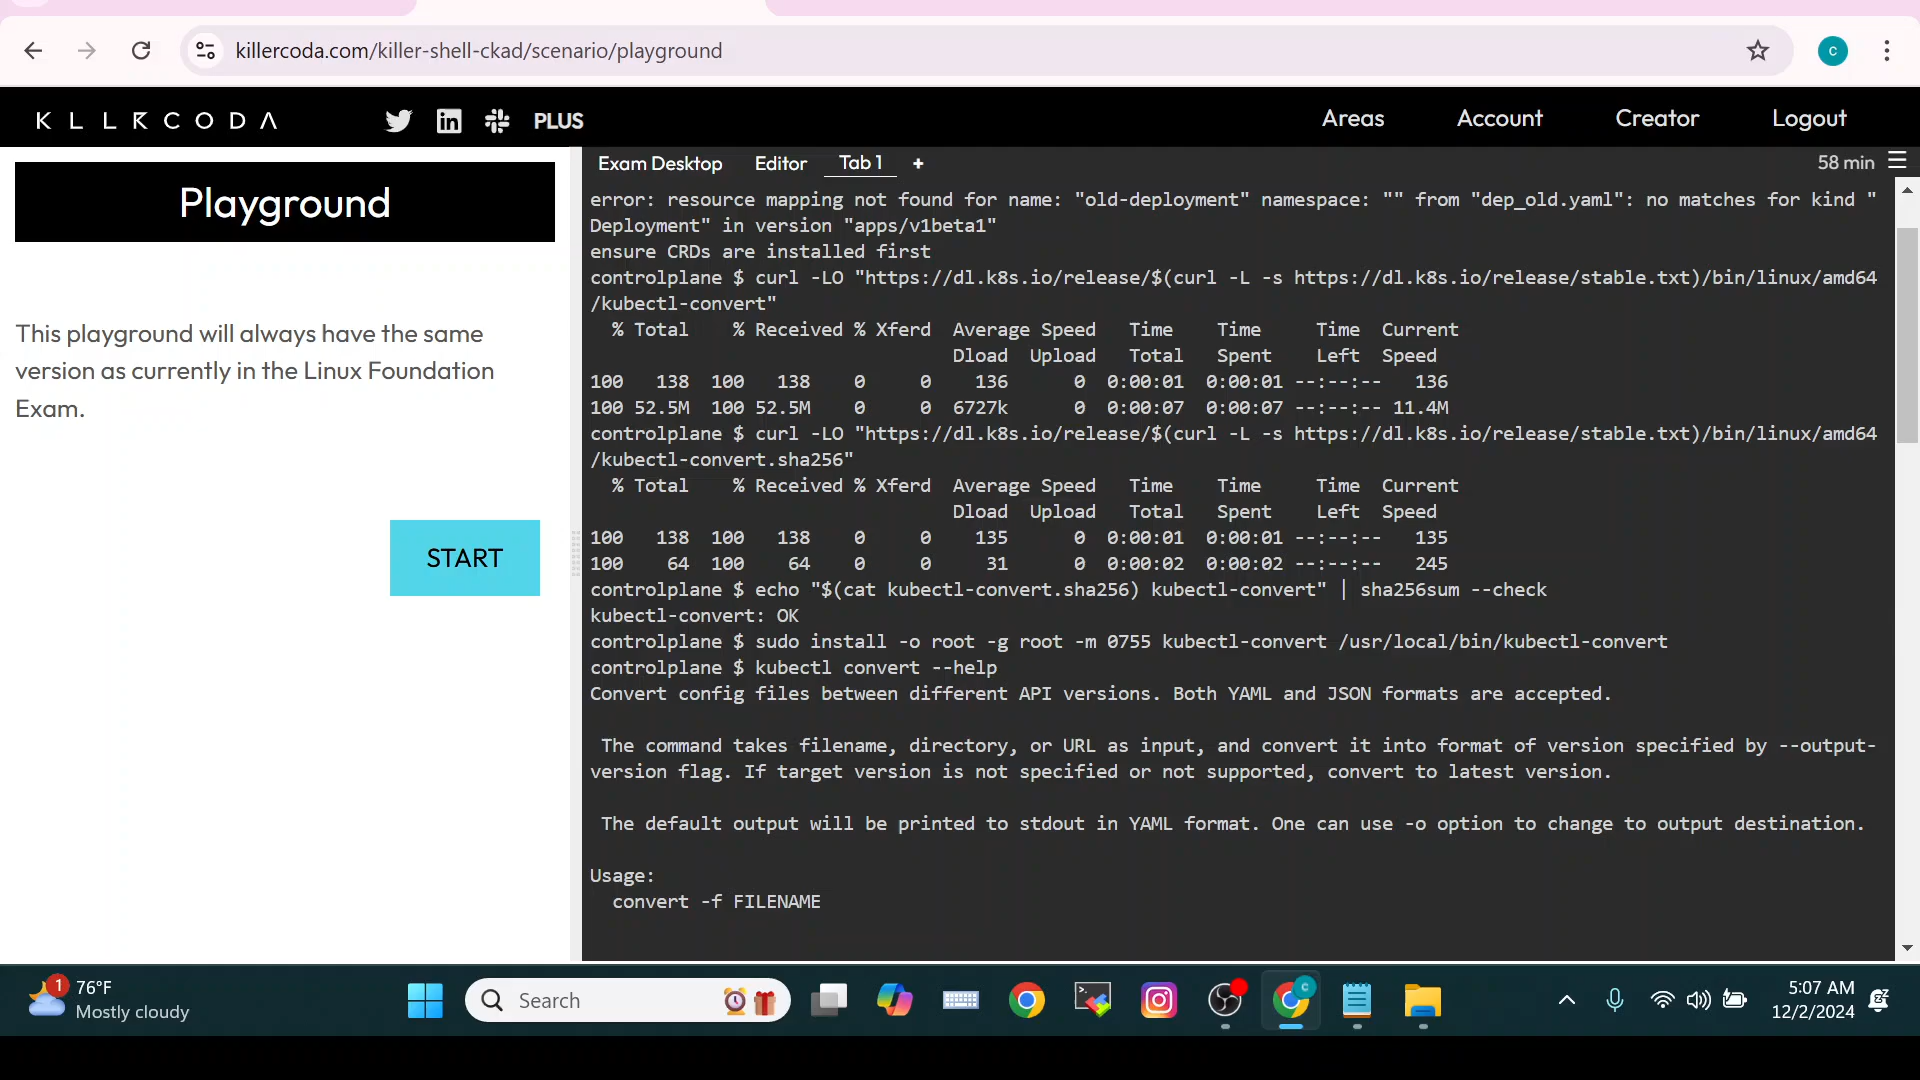 killercoda.com/killer-shell-ckad/scenario/playground
c
KLLRCODA
PLUS
Areas
Account
Creator
Logout
Playground
This playground will always have the same
version as currently in the Linux Foundation
Exam.
START
Exam Desktop
Editor
Tab 1
+
58 min
error: resource mapping not found for name: "old-deployment" namespace: "" from "dep_old.yaml": no matches for kind "
Deployment" in version "apps/v1beta1"
ensure CRDs are installed first
controlplane $ curl -LO "https://dl.k8s.io/release/$(curl -L -s https://dl.k8s.io/release/stable.txt)/bin/linux/amd64
/kubectl-convert"
% Total % Received % Xferd Average Speed Time Time Time Current
Dload Upload Total Spent Left Speed
100 138 100 138 0 0 136 0 0:00:01 0:00:01 --:--:-- 136
100 52.5M 100 52.5M 0 0 6727k 0 0:00:07 0:00:07 --:--:-- 11.4M
controlplane $ curl -LO "https://dl.k8s.io/release/$(curl -L -s https://dl.k8s.io/release/stable.txt)/bin/linux/amd64
/kubectl-convert.sha256"
% Total % Received % Xferd Average Speed Time Time Time Current
Dload Upload Total Spent Left Speed
100 138 100 138 0 0 135 0 0:00:01 0:00:01 --:--:-- 135
100 64 100 64 0 0 31 0 0:00:02 0:00:02 --:--:-- 245
controlplane $ echo "$(cat kubectl-convert.sha256) kubectl-convert" | sha256sum --check
kubectl-convert: OK
controlplane $ sudo install -o root -g root -m 0755 kubectl-convert /usr/local/bin/kubectl-convert
controlplane $ kubectl convert --help
Convert config files between different API versions. Both YAML and JSON formats are accepted.
The command takes filename, directory, or URL as input, and convert it into format of version specified by --output-
version flag. If target version is not specified or not supported, convert to latest version.
The default output will be printed to stdout in YAML format. One can use -o option to change to output destination.
Usage:
convert -f FILENAME
1
76°F
Mostly cloudy
Search
c
5:07 AM
12/2/2024